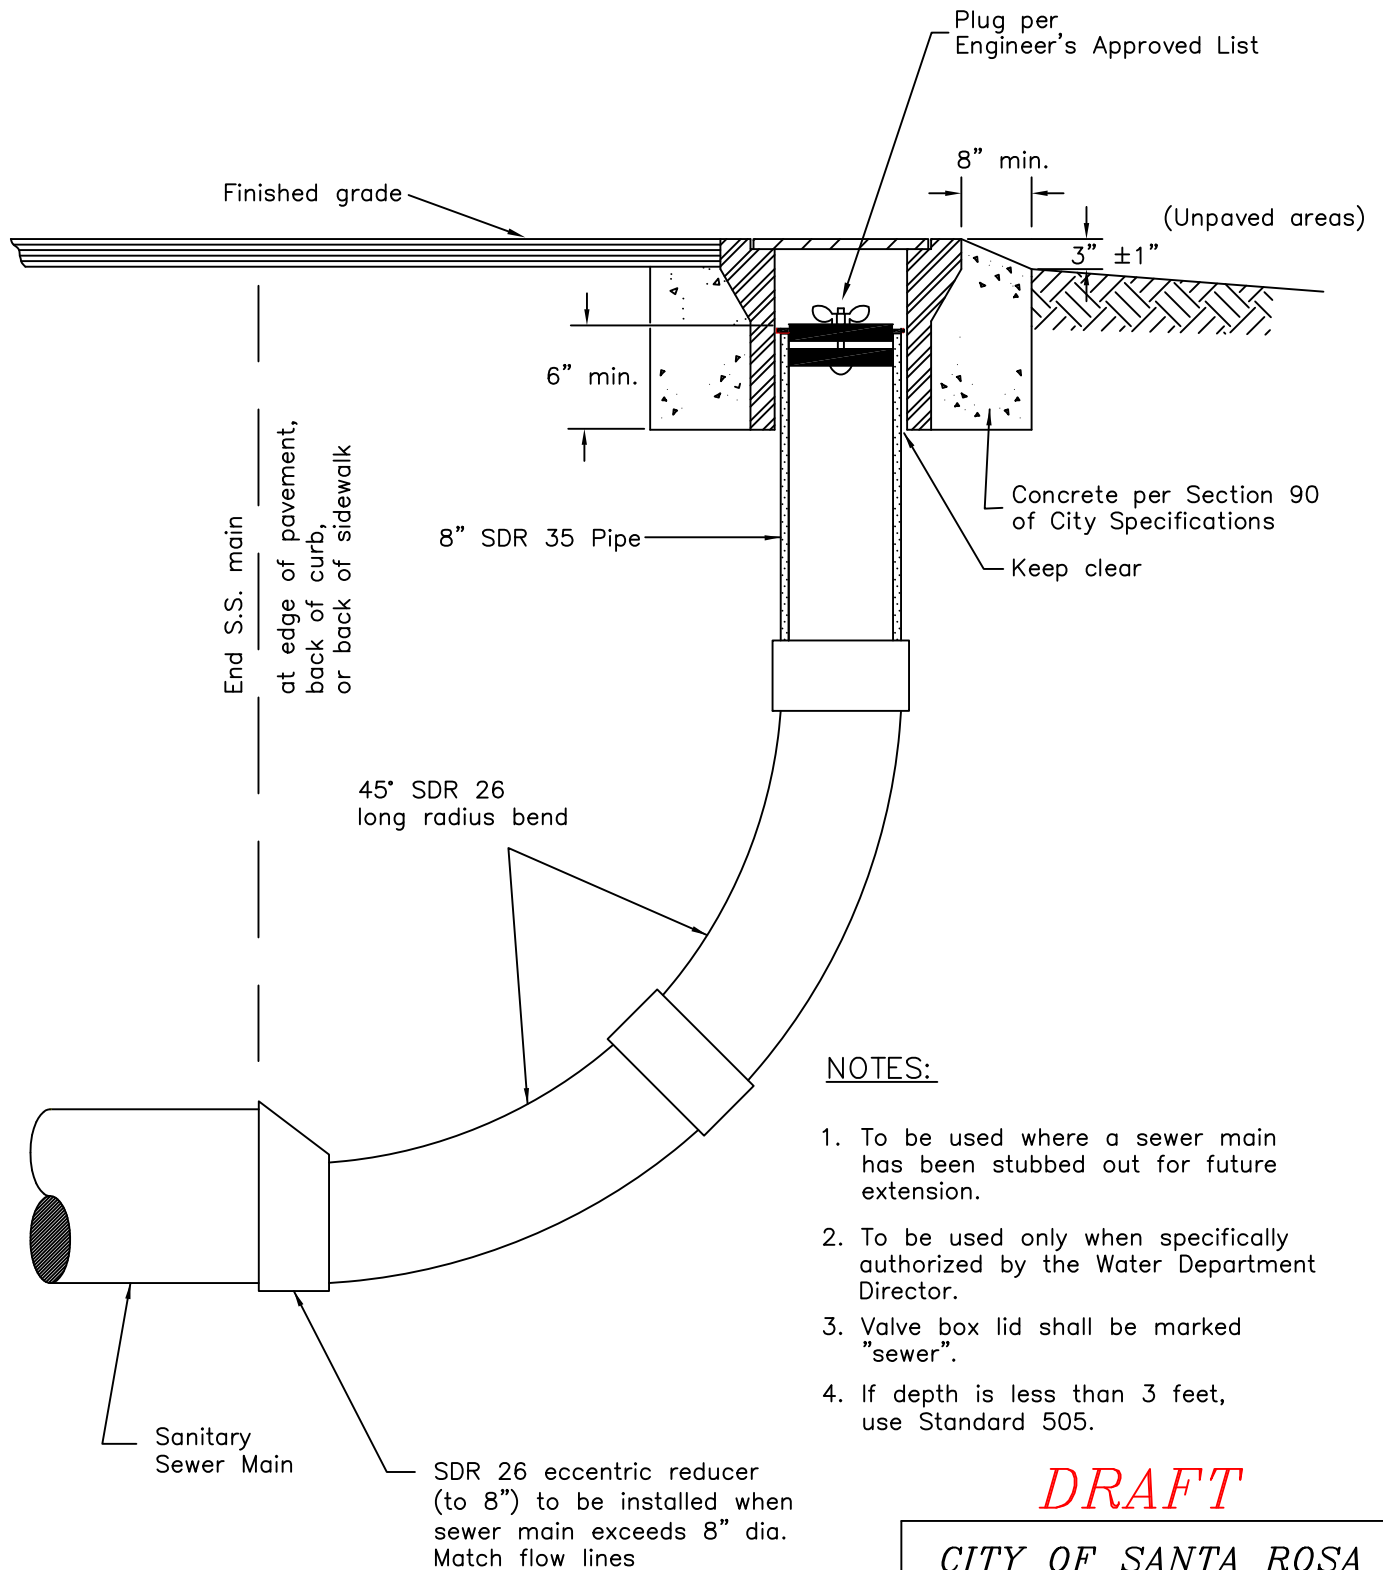 Plug per
Engineer's Approved List
8” min.
Finished grade
(Unpaved areas)
3” ±1”
6” min.
End S.S. main
at edge of pavement,
back of curb,
or back of sidewalk
Concrete per Section 90
of City Specifications
8” SDR 35 Pipe
Keep clear
45° SDR 26
long radius bend
NOTES:
1. To be used where a sewer main
has been stubbed out for future
extension.
2. To be used only when specifically
authorized by the Water Department
Director.
3. Valve box lid shall be marked
”sewer”.
4. If depth is less than 3 feet,
use Standard 505.
Sanitary
Sewer Main
SDR 26 eccentric reducer
(to 8”) to be installed when
sewer main exceeds 8” dia.
Match flow lines
DRAFT
CITY OF SANTA ROSA